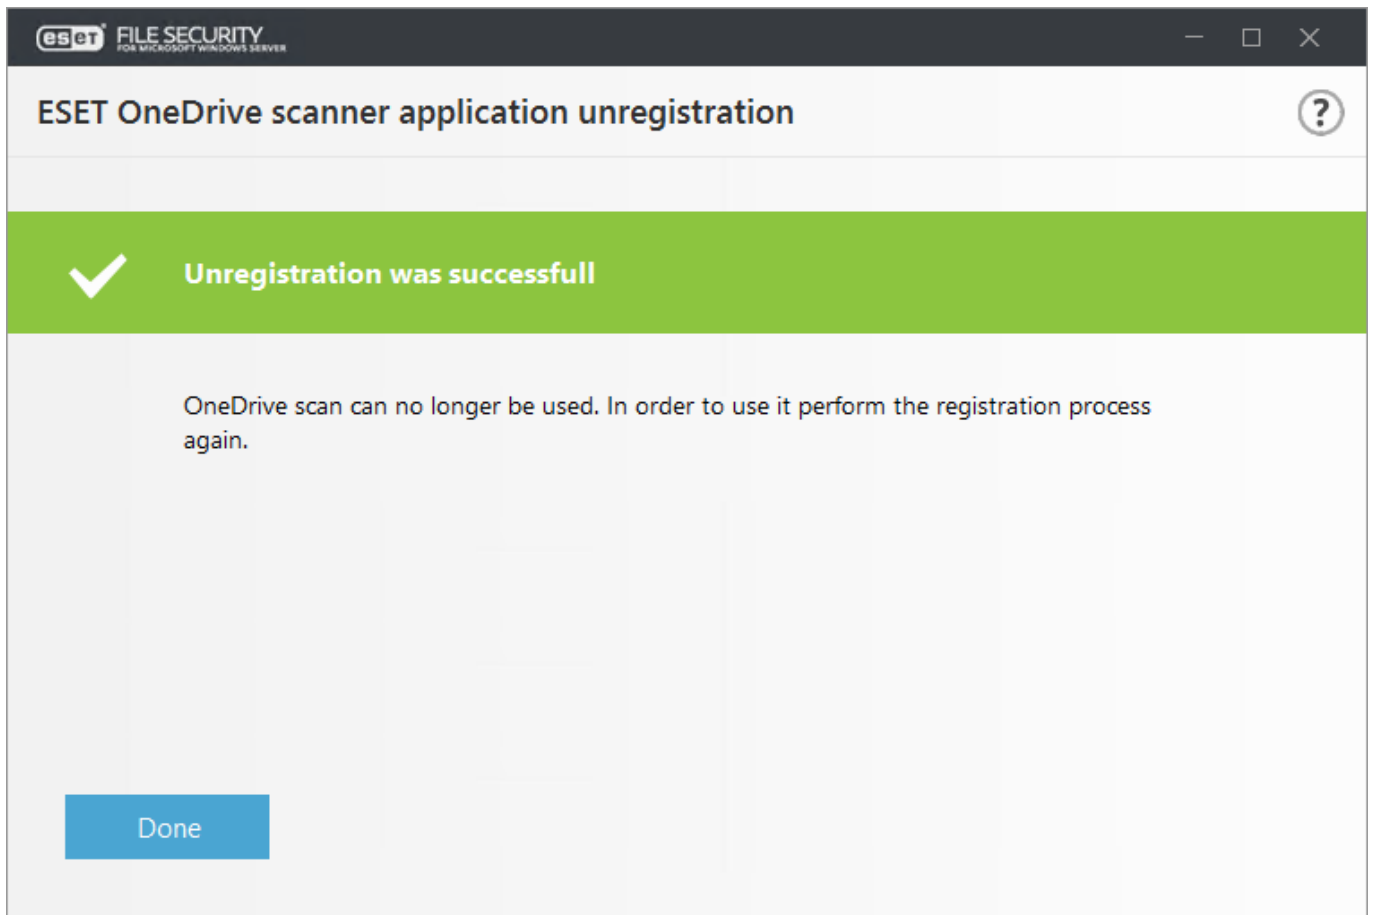 eset FILE SECURITY
FOR MICROSOFT WINDOWS SERVER
ESET OneDrive scanner application unregistration
?
Unregistration was successfull
OneDrive scan can no longer be used. In order to use it perform the registration process
again.
Done